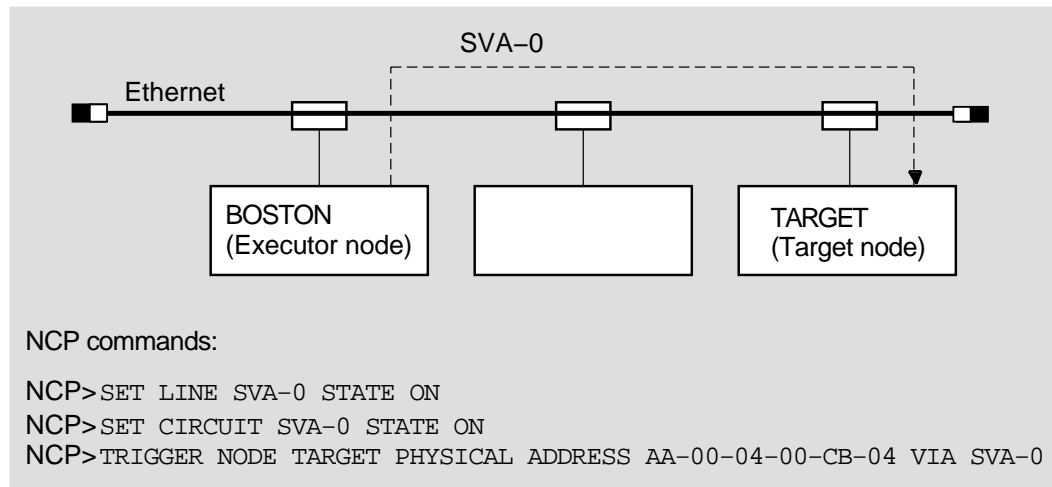 SVA–0
Ethernet
BOSTON
(Executor node)
TARGET
(Target node)
NCP commands:
NCP>SET LINE SVA–0 STATE ON
NCP>SET CIRCUIT SVA–0 STATE ON
NCP>TRIGGER NODE TARGET PHYSICAL ADDRESS AA–00–04–00–CB–04 VIA SVA–0